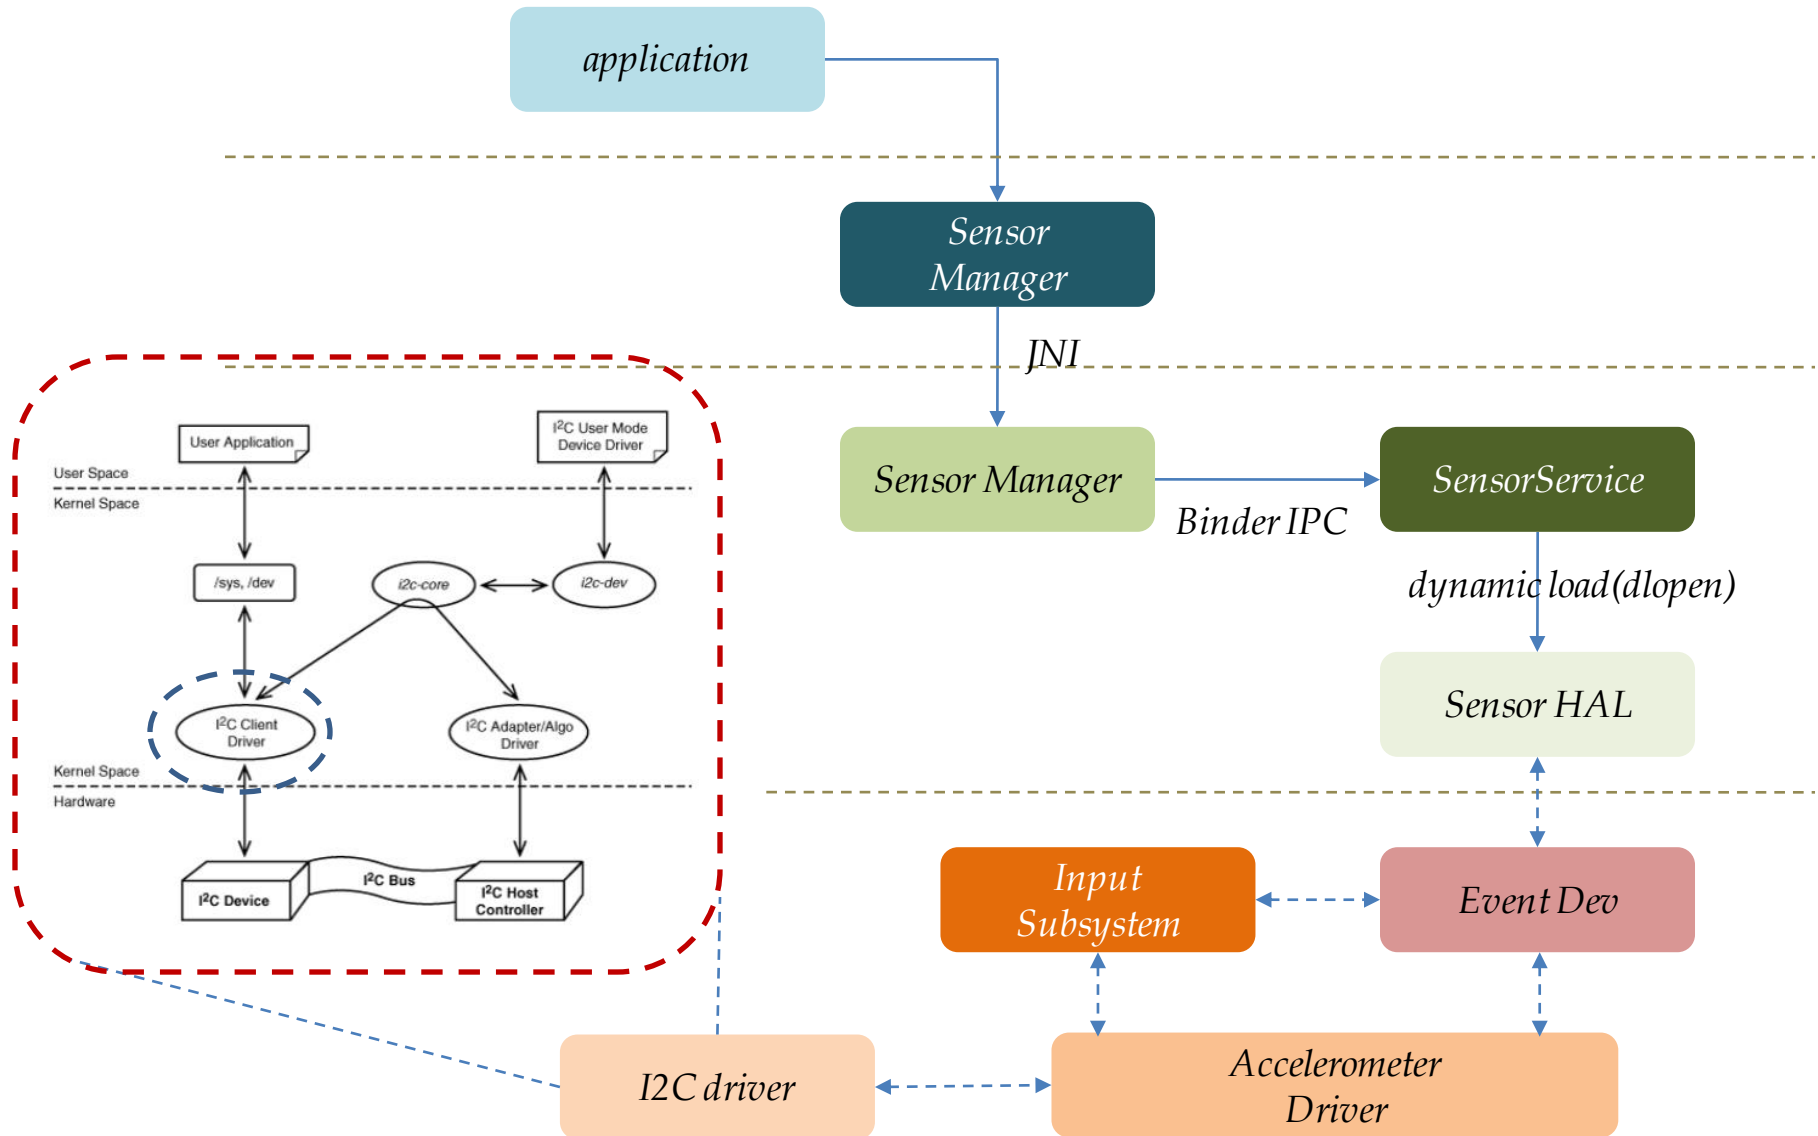 application
Sensor
Manager
JNI
Sensor Manager
SensorService
Binder IPC
dynamic load(dlopen)
Sensor HAL
Input
Subsystem
Event Dev
Accelerometer
Driver
I2C driver
User Application
I²C User Mode
Device Driver
User Space
Kernel Space
/sys, /dev
i2c-core
i2c-dev
I²C Client
Driver
I²C Adapter/Algo
Driver
Kernel Space
Hardware
I²C Device
I²C Bus
I²C Host
Controller